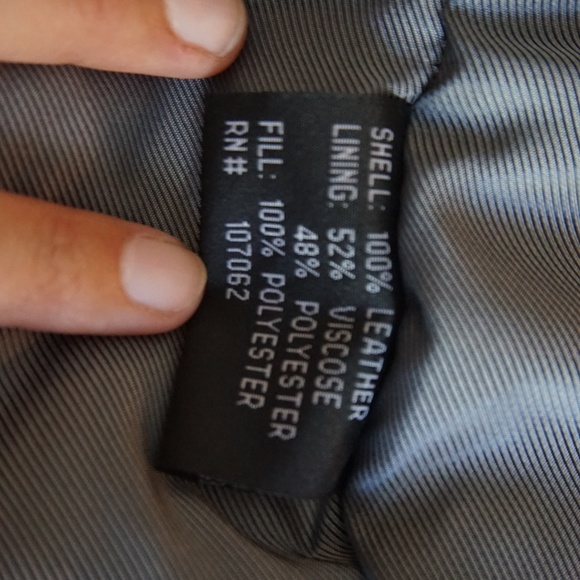 SHELL: 100% LEATHER
LINING: 52% VISCOSE
48% POLYESTER
FILL: 100% POLYESTER
RN# 107062